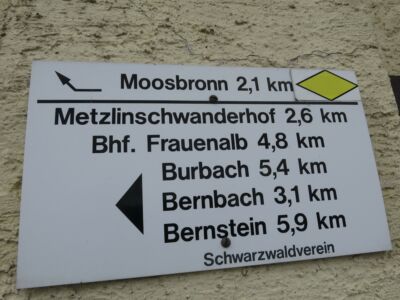 Moosbronn 2,1 km
Metzlinschwanderhof 2,6 km
Bhf. Frauenalb 4,8 km
Burbach 5,4 km
Bernbach 3,1 km
Bernstein 5,9 km
Schwarzwaldverein